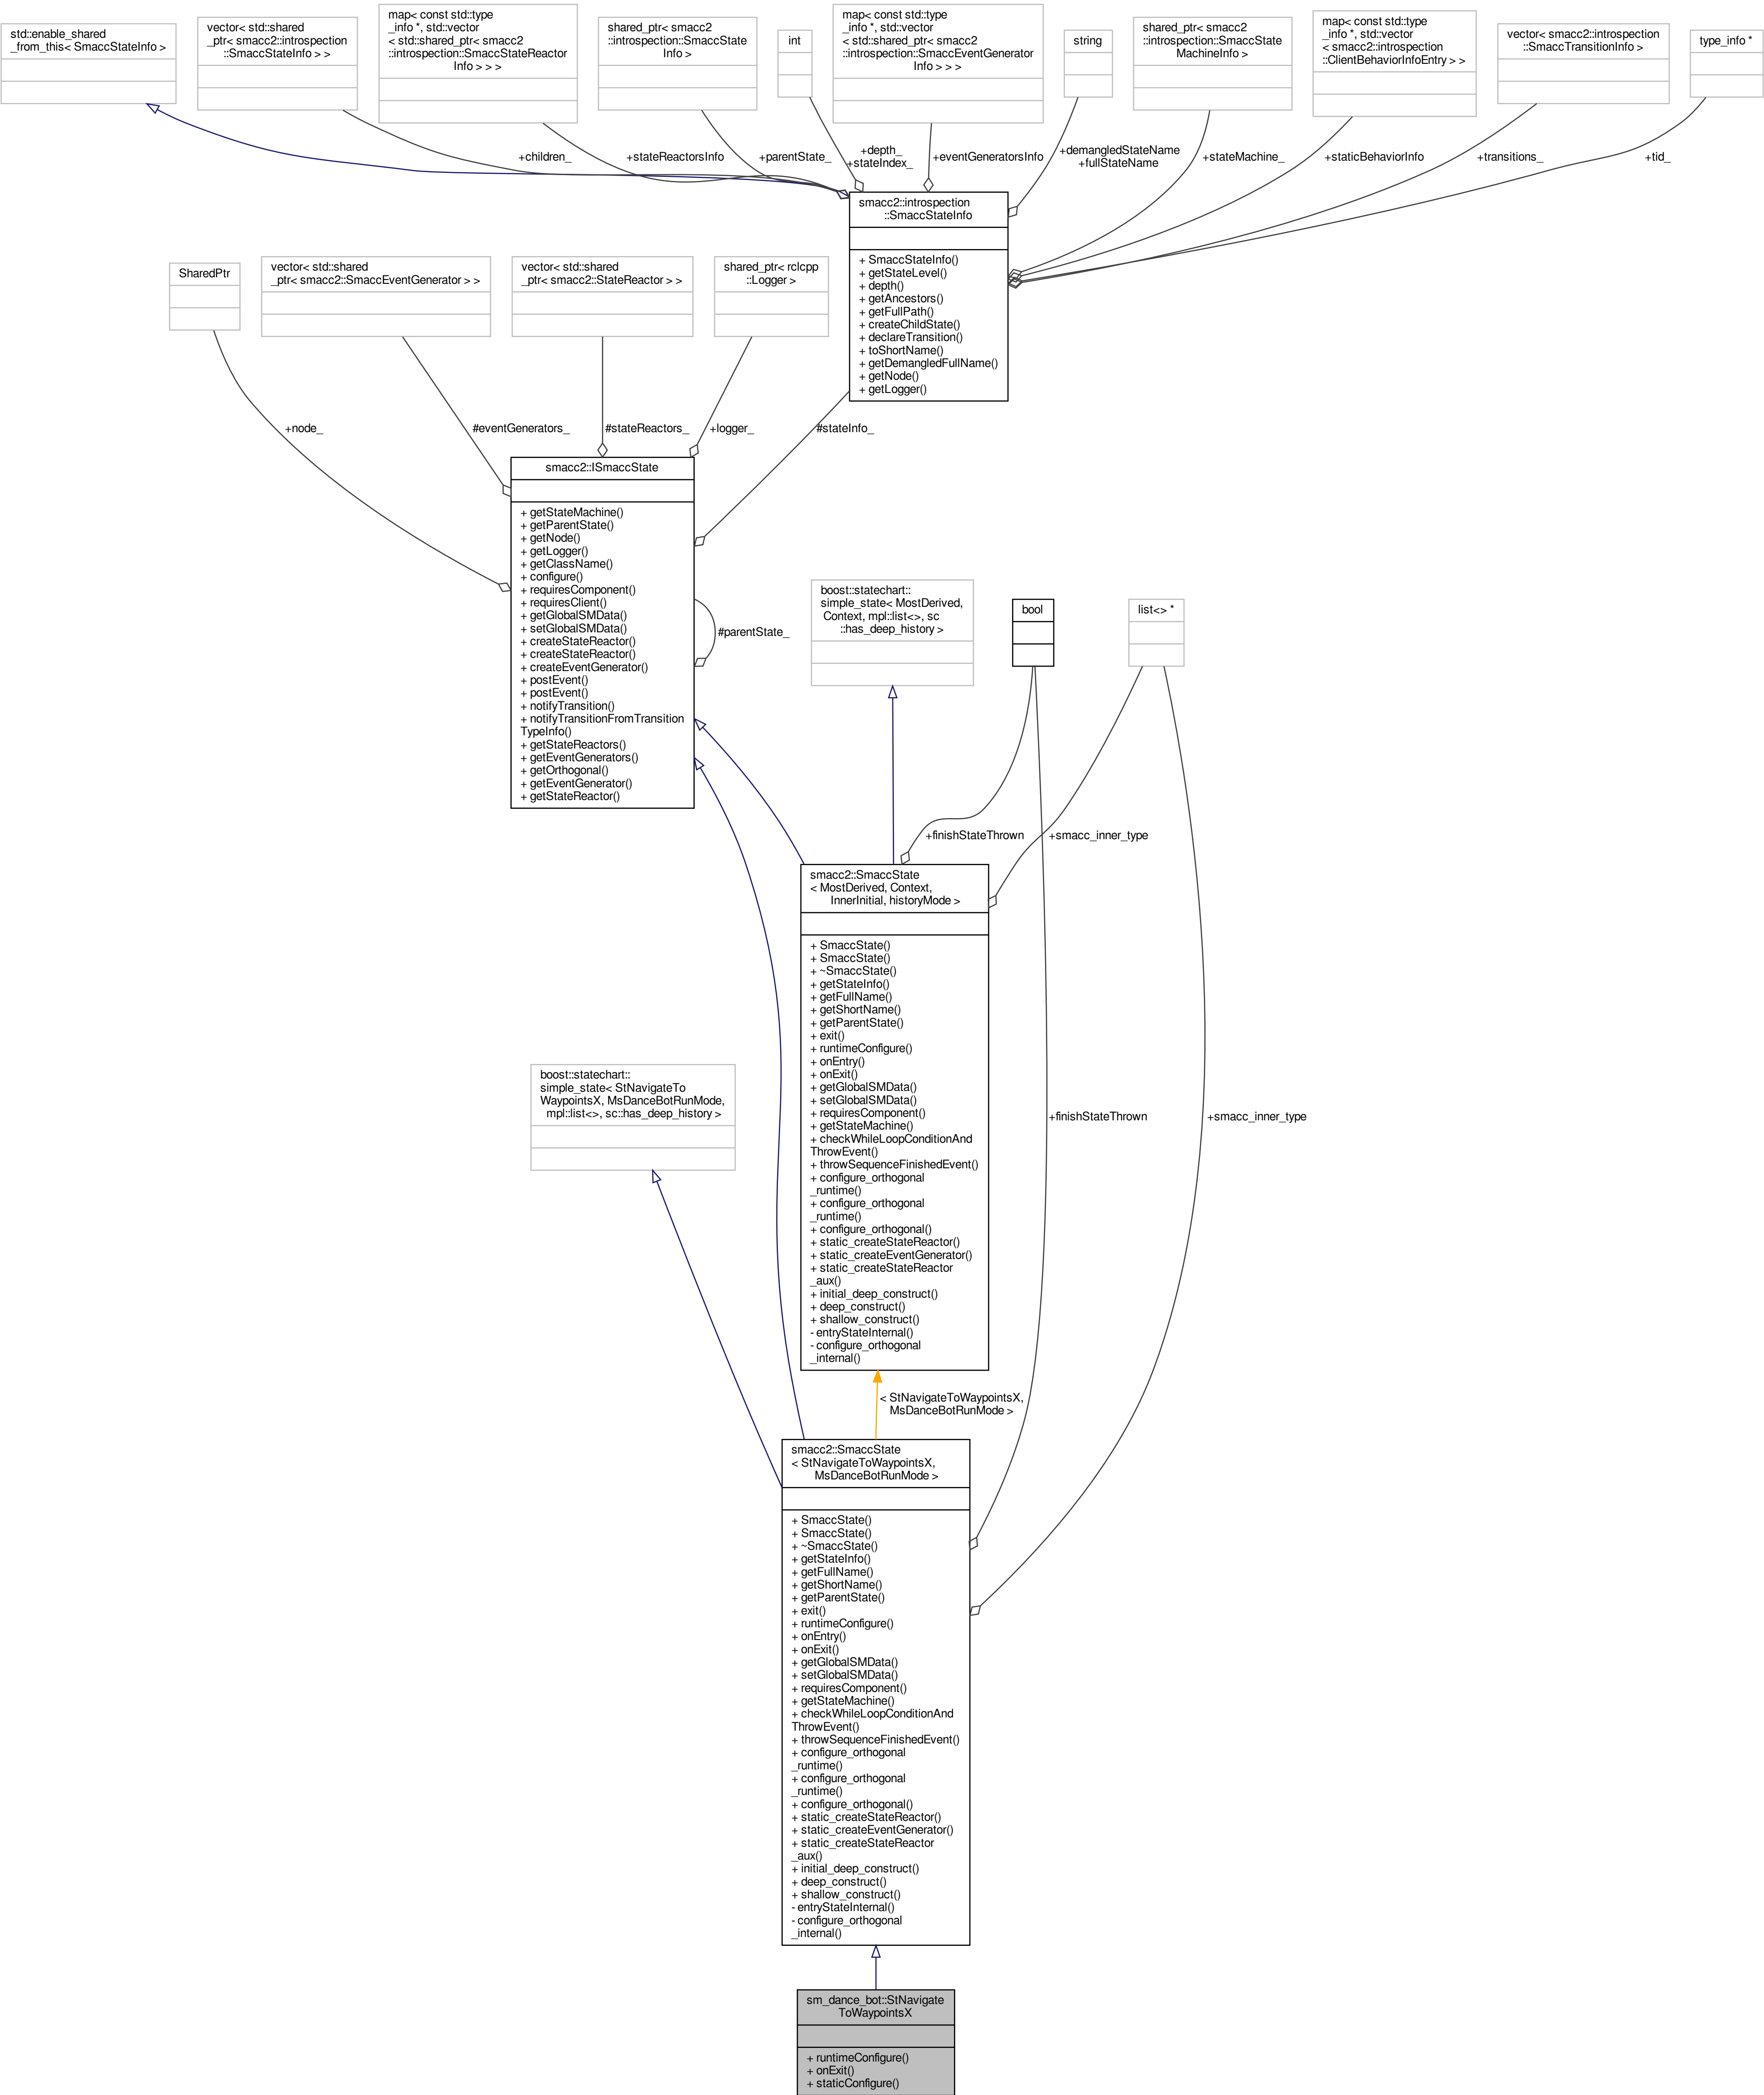 std::enable_shared
_from_this< SmaccStateInfo >
vector< std::shared
_ptr< smacc2::introspection
::SmaccStateInfo > >
map< const std::type
_info *, std::vector
< std::shared_ptr< smacc2
::introspection::SmaccStateReactor
Info > > >
shared_ptr< smacc2
::introspection::SmaccState
Info >
int
map< const std::type
_info *, std::vector
< std::shared_ptr< smacc2
::introspection::SmaccEventGenerator
Info > > >
string
shared_ptr< smacc2
::introspection::SmaccState
MachineInfo >
map< const std::type
_info *, std::vector
< smacc2::introspection
::ClientBehaviorInfoEntry > >
vector< smacc2::introspection
::SmaccTransitionInfo >
type_info *
+children_
+stateReactorsInfo
+parentState_
+depth_
+stateIndex_
+eventGeneratorsInfo
+demangledStateName
+fullStateName
+stateMachine_
+staticBehaviorInfo
+transitions_
+tid_
smacc2::introspection
::SmaccStateInfo
+ SmaccStateInfo()
+ getStateLevel()
+ depth()
+ getAncestors()
+ getFullPath()
+ createChildState()
+ declareTransition()
+ toShortName()
+ getDemangledFullName()
+ getNode()
+ getLogger()
SharedPtr
vector< std::shared
_ptr< smacc2::SmaccEventGenerator > >
vector< std::shared
_ptr< smacc2::StateReactor > >
shared_ptr< rclcpp
::Logger >
+node_
#eventGenerators_
#stateReactors_
+logger_
#stateInfo_
smacc2::ISmaccState
+ getStateMachine()
+ getParentState()
+ getNode()
+ getLogger()
+ getClassName()
+ configure()
+ requiresComponent()
+ requiresClient()
+ getGlobalSMData()
+ setGlobalSMData()
+ createStateReactor()
+ createStateReactor()
+ createEventGenerator()
+ postEvent()
+ postEvent()
+ notifyTransition()
+ notifyTransitionFromTransition
TypeInfo()
+ getStateReactors()
+ getEventGenerators()
+ getOrthogonal()
+ getEventGenerator()
+ getStateReactor()
#parentState_
boost::statechart::
simple_state< MostDerived,
Context, mpl::list<>, sc
::has_deep_history >
bool
list<> *
+finishStateThrown
+smacc_inner_type
smacc2::SmaccState
< MostDerived, Context,
InnerInitial, historyMode >
+ SmaccState()
+ SmaccState()
+ ~SmaccState()
+ getStateInfo()
+ getFullName()
+ getShortName()
+ getParentState()
+ exit()
+ runtimeConfigure()
+ onEntry()
+ onExit()
+ getGlobalSMData()
+ setGlobalSMData()
+ requiresComponent()
+ getStateMachine()
+ checkWhileLoopConditionAnd
ThrowEvent()
+ throwSequenceFinishedEvent()
+ configure_orthogonal
_runtime()
+ configure_orthogonal
_runtime()
+ configure_orthogonal()
+ static_createStateReactor()
+ static_createEventGenerator()
+ static_createStateReactor
_aux()
+ initial_deep_construct()
+ deep_construct()
+ shallow_construct()
- entryStateInternal()
- configure_orthogonal
_internal()
boost::statechart::
simple_state< StNavigateTo
WaypointsX, MsDanceBotRunMode,
mpl::list<>, sc::has_deep_history >
+finishStateThrown
+smacc_inner_type
< StNavigateToWaypointsX,
MsDanceBotRunMode >
smacc2::SmaccState
< StNavigateToWaypointsX,
MsDanceBotRunMode >
+ SmaccState()
+ SmaccState()
+ ~SmaccState()
+ getStateInfo()
+ getFullName()
+ getShortName()
+ getParentState()
+ exit()
+ runtimeConfigure()
+ onEntry()
+ onExit()
+ getGlobalSMData()
+ setGlobalSMData()
+ requiresComponent()
+ getStateMachine()
+ checkWhileLoopConditionAnd
ThrowEvent()
+ throwSequenceFinishedEvent()
+ configure_orthogonal
_runtime()
+ configure_orthogonal
_runtime()
+ configure_orthogonal()
+ static_createStateReactor()
+ static_createEventGenerator()
+ static_createStateReactor
_aux()
+ initial_deep_construct()
+ deep_construct()
+ shallow_construct()
- entryStateInternal()
- configure_orthogonal
_internal()
sm_dance_bot::StNavigate
ToWaypointsX
+ runtimeConfigure()
+ onExit()
+ staticConfigure()